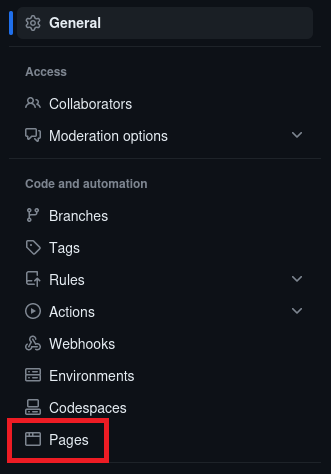 General
Access
Collaborators
Moderation options
Code and automation
Branches
Tags
Rules
Actions
Webhooks
Environments
Codespaces
Pages